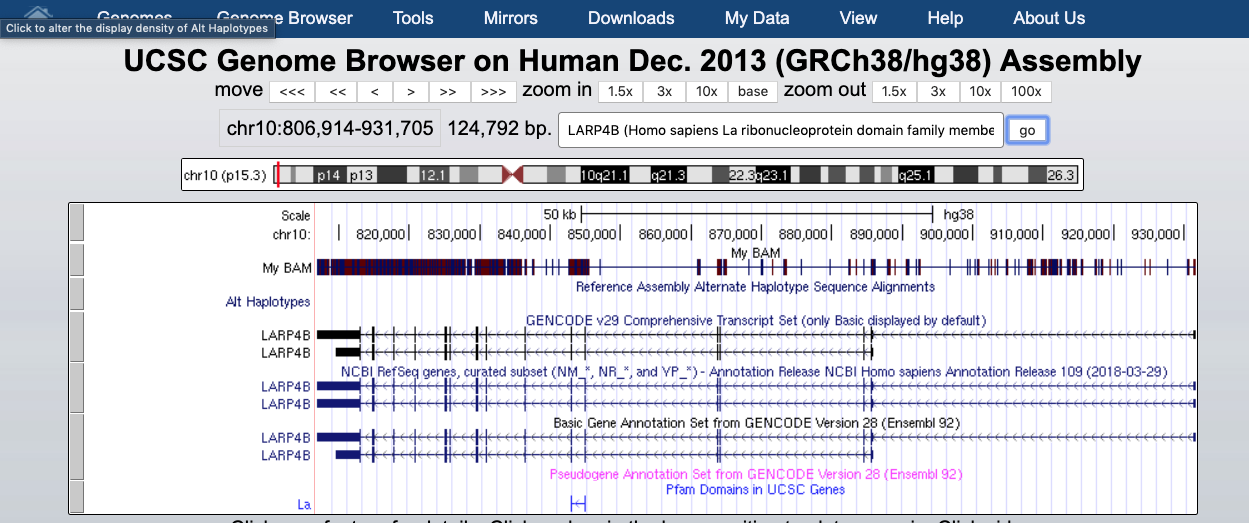 Genomes Genome Browser Tools Mirrors Downloads My Data View Help About Us
Click to alter the display density of Alt Haplotypes
UCSC Genome Browser on Human Dec. 2013 (GRCh38/hg38) Assembly
move <<< << < > >> >>> zoom in 1.5x 3x 10x base zoom out 1.5x 3x 10x 100x
chr10:806,914-931,705 124,792 bp. LARP4B (Homo sapiens La ribonucleoprotein domain family membe go
chr10 (p15.3) p14 p13 12.1 10q21.1 q21.3 22.3 q23.1 q25.1 26.3
Scale 50 kb hg38
chr10: 820,000 830,000 840,000 850,000 860,000 870,000 880,000 890,000 900,000 910,000 920,000 930,000
My BAM
My BAM
Reference Assembly Alternate Haplotype Sequence Alignments
Alt Haplotypes
GENCODE v29 Comprehensive Transcript Set (only Basic displayed by default)
LARP4B
LARP4B
NCBI RefSeq genes, curated subset (NM_*, NR_*, and YP_*) - Annotation Release NCBI Homo sapiens Annotation Release 109 (2018-03-29)
LARP4B
LARP4B
Basic Gene Annotation Set from GENCODE Version 28 (Ensembl 92)
LARP4B
LARP4B
Pseudogene Annotation Set from GENCODE Version 28 (Ensembl 92)
Pfam Domains in UCSC Genes
La